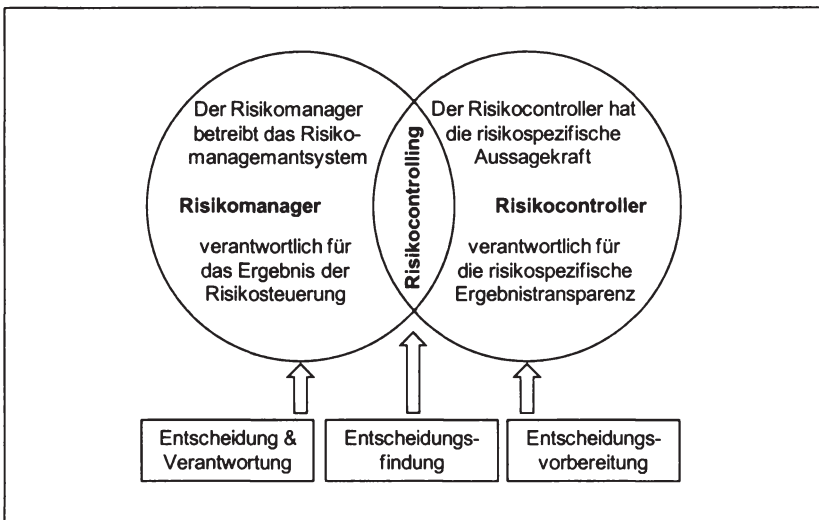 Der Risikomanager
betreibt das Risiko-
managemantsystem
Risikomanager
verantwortlich für
das Ergebnis der
Risikosteuerung
Risikocontrolling
Der Risikocontroller hat
die risikospezifische
Aussagekraft
Risikocontroller
verantwortlich für
die risikospezifische
Ergebnistransparenz
Entscheidung &
Verantwortung
Entscheidungs-
findung
Entscheidungs-
vorbereitung